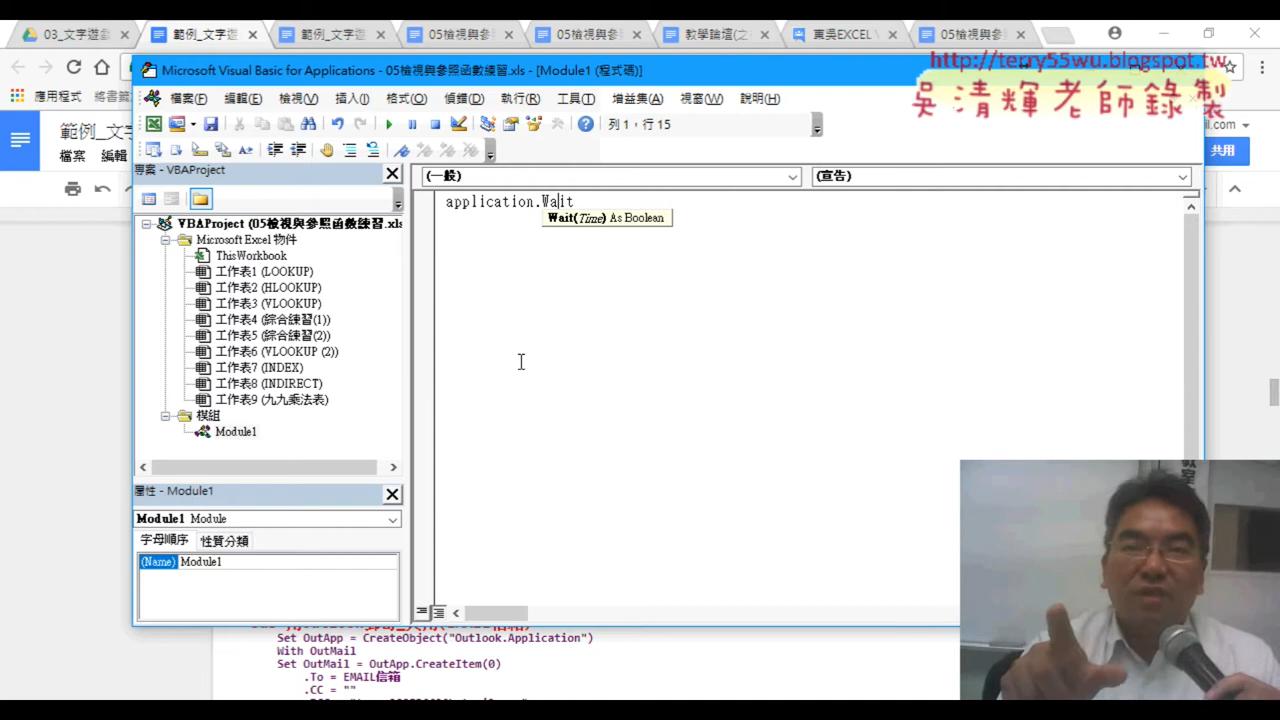 03_文字遊戲
範例_文字遊
範例_文字遊
05檢視與參
05檢視與參
教學論壇(之
東吳EXCEL V
05檢視與參
http://terry55wu.blogspot.tw
吳清輝老師錄製
應用程式
將書籤
範例_文
檔案 編輯
.com
共用
Microsoft Visual Basic for Applications - 05檢視與參照函數練習.xls - [Module1 (程式碼)]
檔案(F) 編輯(E) 檢視(V) 插入(I) 格式(O) 偵錯(D) 執行(R) 工具(T) 增益集(A) 視窗(W) 說明(H)
列 1，行 15
專案 - VBAProject
(一般)
(宣告)
application.Wait
Wait(Time) As Boolean
VBAProject (05檢視與參照函數練習.xls
Microsoft Excel 物件
ThisWorkbook
工作表1 (LOOKUP)
工作表2 (HLOOKUP)
工作表3 (VLOOKUP)
工作表4 (綜合練習(1))
工作表5 (綜合練習(2))
工作表6 (VLOOKUP (2))
工作表7 (INDEX)
工作表8 (INDIRECT)
工作表9 (九九乘法表)
模組
Module1
屬性 - Module1
Module1 Module
字母順序 性質分類
(Name) Module1
Set OutApp = CreateObject("Outlook.Application")
With OutMail
Set OutMail = OutApp.CreateItem(0)
.To = EMAIL信箱
.CC = ""